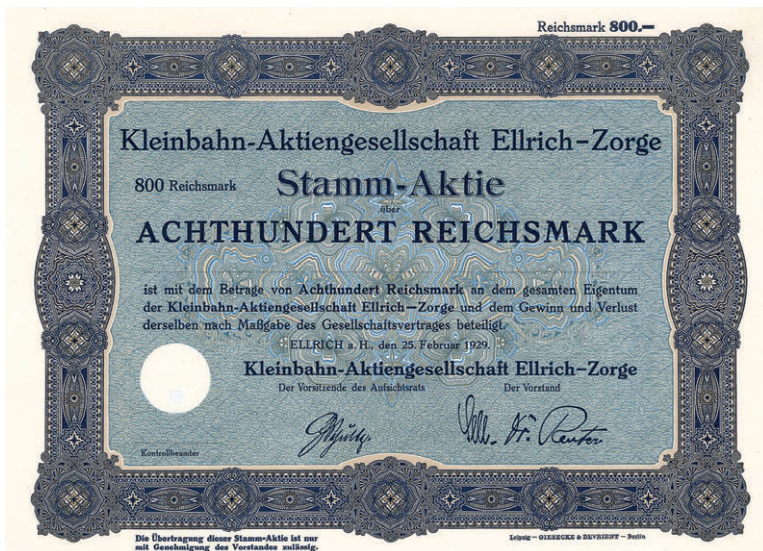 Reichsmark 800.—
Kleinbahn-Aktiengesellschaft Ellrich-Zorge
800 Reichsmark Stamm-Aktie
über
ACHTHUNDERT REICHSMARK
ist mit dem Betrage von Achthundert Reichsmark an dem gesamten Eigentum
der Kleinbahn-Aktiengesellschaft Ellrich-Zorge und dem Gewinn und Verlust
derselben nach Maßgabe des Gesellschaftsvertrages beteiligt.
ELLRICH a. H., den 25. Februar 1929.
Kleinbahn-Aktiengesellschaft Ellrich-Zorge
Der Vorsitzende des Aufsichtsrats Der Vorstand
Dr. Reuter
Kontrollbeamter
Die Übertragung dieser Stamm-Aktie ist nur
mit Genehmigung des Vorstandes zulässig.
Leipzig — GIESECKE & DEVRIENT — Berlin